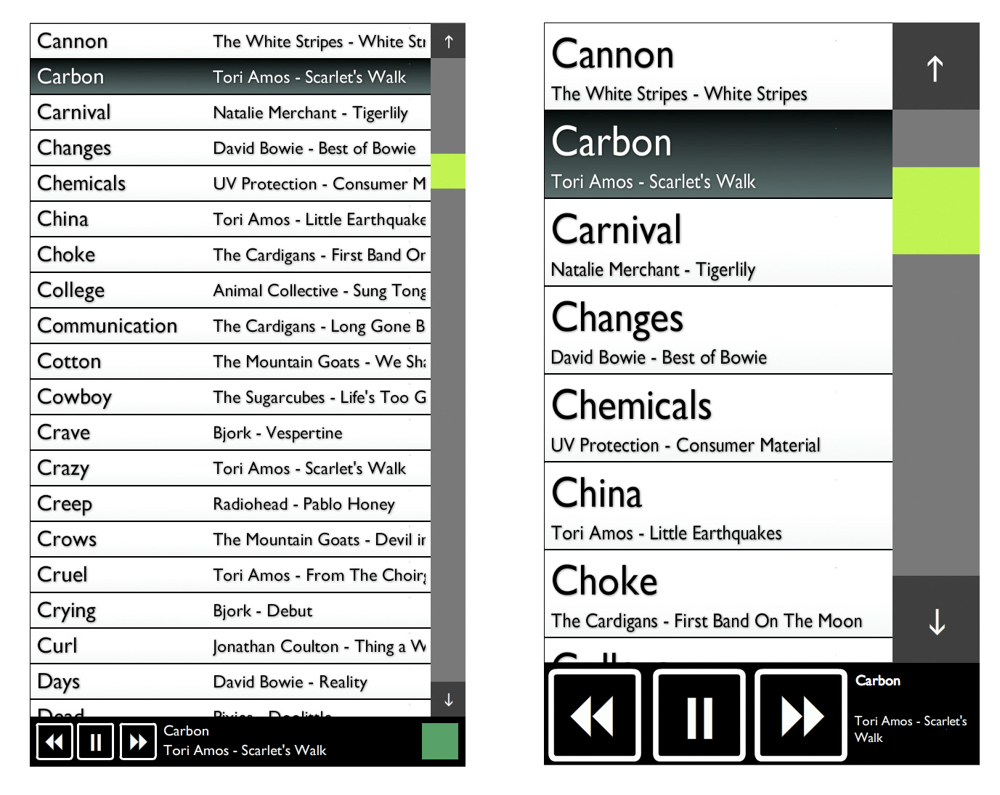 Cannon The White Stripes - White Str
Carbon Tori Amos - Scarlet's Walk
Carnival Natalie Merchant - Tigerlily
Changes David Bowie - Best of Bowie
Chemicals UV Protection - Consumer M
China Tori Amos - Little Earthquake
Choke The Cardigans - First Band Or
College Animal Collective - Sung Tong
Communication The Cardigans - Long Gone B
Cotton The Mountain Goats - We Sha
Cowboy The Sugarcubes - Life's Too G
Crave Bjork - Vespertine
Crazy Tori Amos - Scarlet's Walk
Creep Radiohead - Pablo Honey
Crows The Mountain Goats - Devil in
Cruel Tori Amos - From The Choirg
Crying Bjork - Debut
Curl Jonathan Coulton - Thing a W
Days David Bowie - Reality
Dead Pixies - Doolittle
Carbon
Tori Amos - Scarlet's Walk
Cannon
The White Stripes - White Stripes
Carbon
Tori Amos - Scarlet's Walk
Carnival
Natalie Merchant - Tigerlily
Changes
David Bowie - Best of Bowie
Chemicals
UV Protection - Consumer Material
China
Tori Amos - Little Earthquakes
Choke
The Cardigans - First Band On The Moon
College
Carbon
Tori Amos - Scarlet's
Walk